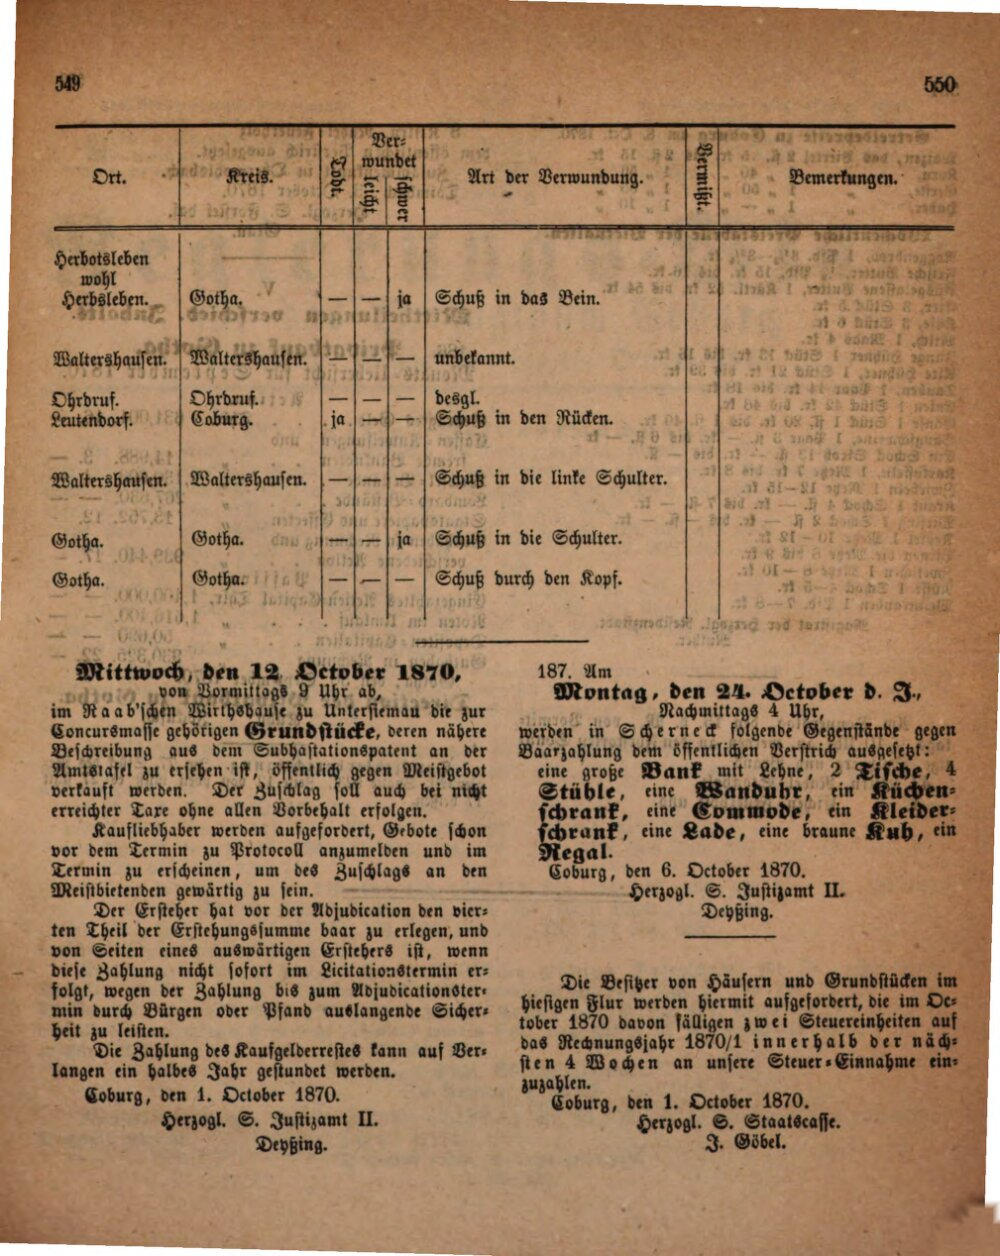 549
550
Ort. Kreis. Todt. Verwundet leicht schwer Art der Verwundung. Vermißt. Bemerkungen.
Herbotsleben
wohl
Herbsleben. Gotha. — — ja Schuß in das Bein.
Waltershausen. Waltershausen. — — — unbekannt.
Ohrdruf. Ohrdruf. — — — desgl.
Leutendorf. Coburg. ja — — Schuß in den Rücken.
Waltershausen. Waltershausen. — — — Schuß in die linke Schulter.
Gotha. Gotha. — — ja Schuß in die Schulter.
Gotha. Gotha. — — — Schuß durch den Kopf.
Mittwoch, den 12. October 1870,
von Vormittags 9 Uhr ab,
im Raab'schen Wirthshause zu Untersiemau die zur
Concursmasse gehörigen Grundstücke, deren nähere
Beschreibung aus dem Subhastationspatent an der
Amtstafel zu ersehen ist, öffentlich gegen Meistgebot
verkauft werden. Der Zuschlag soll auch bei nicht
erreichter Taxe ohne allen Vorbehalt erfolgen.
Kaufliebhaber werden aufgefordert, Gebote schon
vor dem Termin zu Protocoll anzumelden und im
Termin zu erscheinen, um des Zuschlags an den
Meistbietenden gewärtig zu sein.
Der Ersteher hat vor der Adjudication den vier-
ten Theil der Erstehungssumme baar zu erlegen, und
von Seiten eines auswärtigen Erstehers ist, wenn
diese Zahlung nicht sofort im Licitationstermin er-
folgt, wegen der Zahlung bis zum Adjudicationster-
min durch Bürgen oder Pfand auslangende Sicher-
heit zu leisten.
Die Zahlung des Kaufgelderrestes kann auf Ver-
langen ein halbes Jahr gestundet werden.
Coburg, den 1. October 1870.
Herzogl. S. Justizamt II.
Deyßing.
187. Am
Montag, den 24. October d. J.,
Nachmittags 4 Uhr,
werden in Scherneck folgende Gegenstände gegen
Baarzahlung dem öffentlichen Verstrich ausgesetzt:
eine große Bank mit Lehne, 2 Tische, 4
Stühle, eine Wanduhr, ein Küchen-
schrank, eine Commode, ein Kleider-
schrank, eine Lade, eine braune Kuh, ein
Regal.
Coburg, den 6. October 1870.
Herzogl. S. Justizamt II.
Deyßing.
Die Besitzer von Häusern und Grundstücken im
hiesigen Flur werden hiermit aufgefordert, die im Oc-
tober 1870 davon fälligen zwei Steuereinheiten auf
das Rechnungsjahr 1870/1 innerhalb der näch-
sten 4 Wochen an unsere Steuer-Einnahme ein-
zuzahlen.
Coburg, den 1. October 1870.
Herzogl. S. Staatscasse.
J. Göbel.